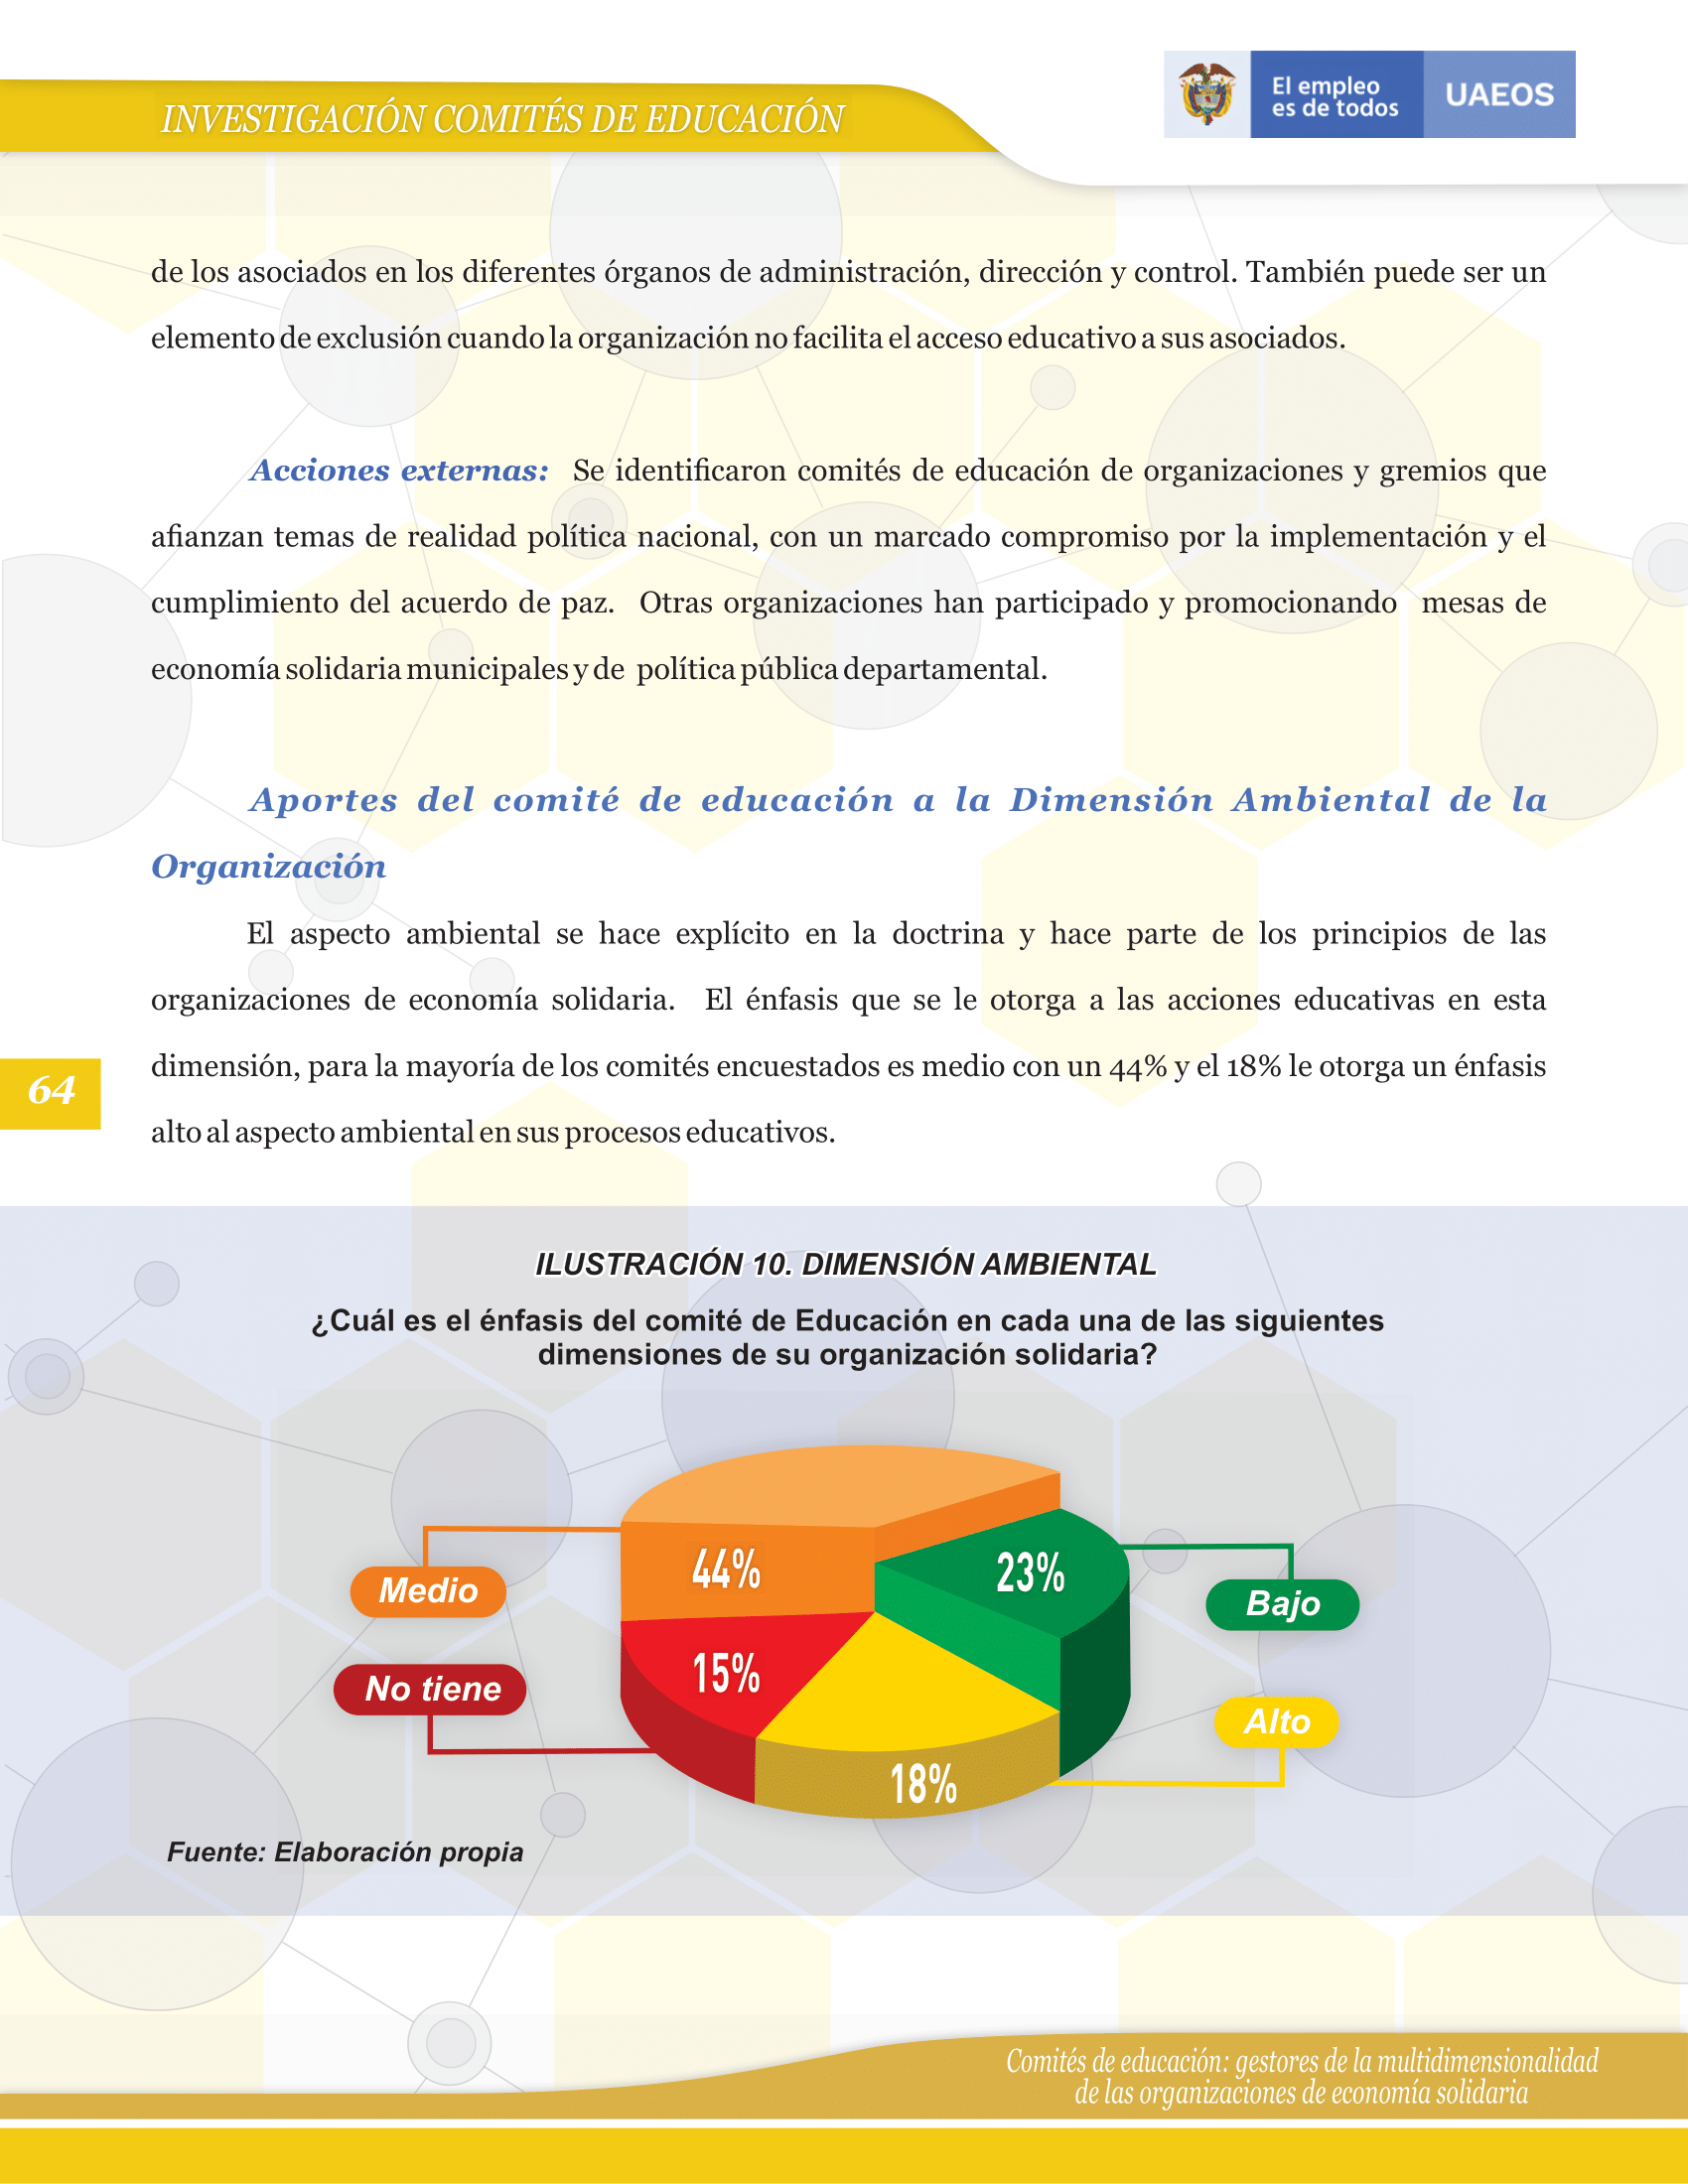 INVESTIGACIÓN COMITÉS DE EDUCACIÓN
El empleo
es de todos
UAEOS
de los asociados en los diferentes órganos de administración, dirección y control. También puede ser un
elemento de exclusión cuando la organización no facilita el acceso educativo a sus asociados.
Acciones externas: Se identificaron comités de educación de organizaciones y gremios que
afianzan temas de realidad política nacional, con un marcado compromiso por la implementación y el
cumplimiento del acuerdo de paz. Otras organizaciones han participado y promocionando mesas de
economía solidaria municipales y de política pública departamental.
Aportes del comité de educación a la Dimensión Ambiental de la
Organización
El aspecto ambiental se hace explícito en la doctrina y hace parte de los principios de las
organizaciones de economía solidaria. El énfasis que se le otorga a las acciones educativas en esta
dimensión, para la mayoría de los comités encuestados es medio con un 44% y el 18% le otorga un énfasis
alto al aspecto ambiental en sus procesos educativos.
64
ILUSTRACIÓN 10. DIMENSIÓN AMBIENTAL
¿Cuál es el énfasis del comité de Educación en cada una de las siguientes
dimensiones de su organización solidaria?
44%
23%
Medio
Bajo
15%
No tiene
Alto
18%
Fuente: Elaboración propia
Comités de educación: gestores de la multidimensionalidad
de las organizaciones de economía solidaria